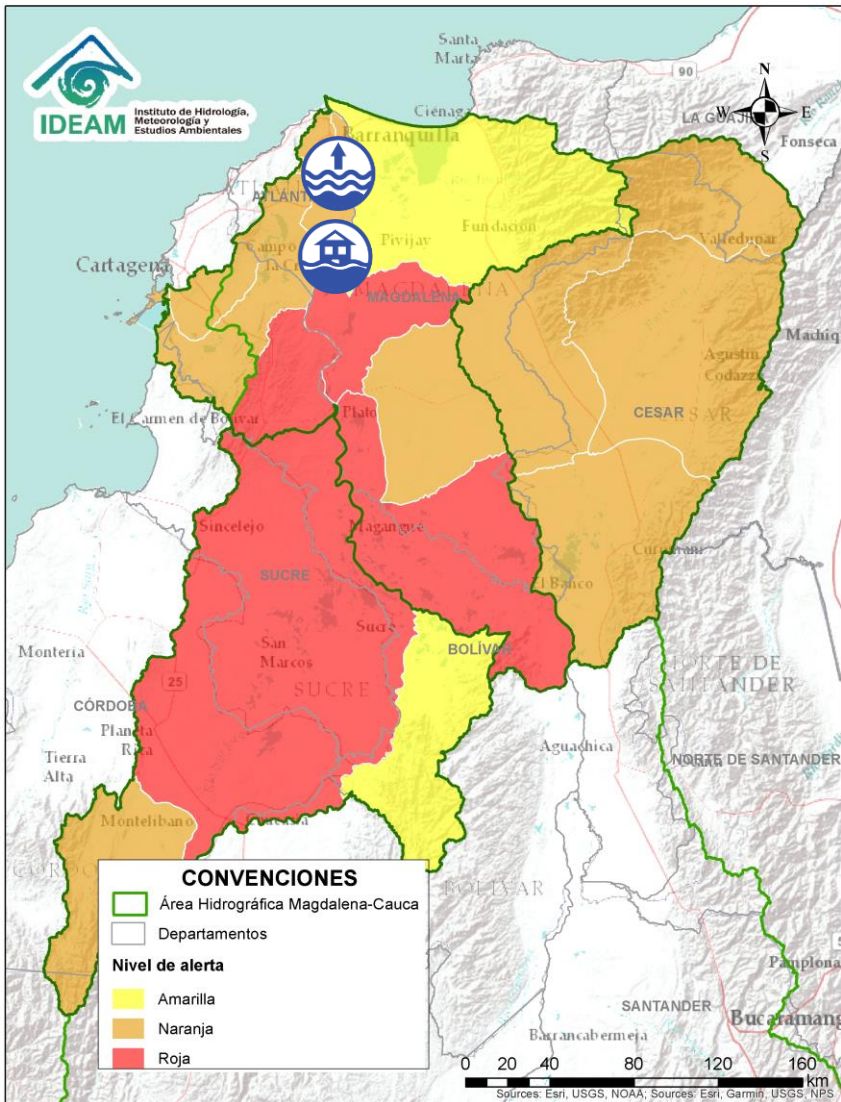 IDEAM
Instituto de Hidrología,
Meteorología y
Estudios Ambientales
Santa
Marta
90
N
W
E
S
LA GUAJI
Fonseca
Ciénaga
Barranquilla
Fundación
Pivijay
Valledupar
Campo
Cartagena
MAGDALENA
Agustín
Codazzi
El Carmen de Bolívar
Plato
CESAR
Sincelejo
Magangué
SUCRE
El Banco
Sucre
San
Marcos
BOLÍVAR
Montería
SUCRE
25
NORTE DE
SANTANDER
CÓRDOBA
Planeta
Rica
Tierra
Alta
Aguachica
NORTE DE SANTANDER
Montelíbano
BOLÍVAR
CONVENCIONES
Área Hidrográfica Magdalena-Cauca
Departamentos
Nivel de alerta
Amarilla
Naranja
Roja
Pamplona
SANTANDER
Bucaramang
Barrancabermeja
0 20 40 80 120 160
km
Sources: Esri, USGS, NOAA; Sources: Esri, Garmin, USGS, NPS